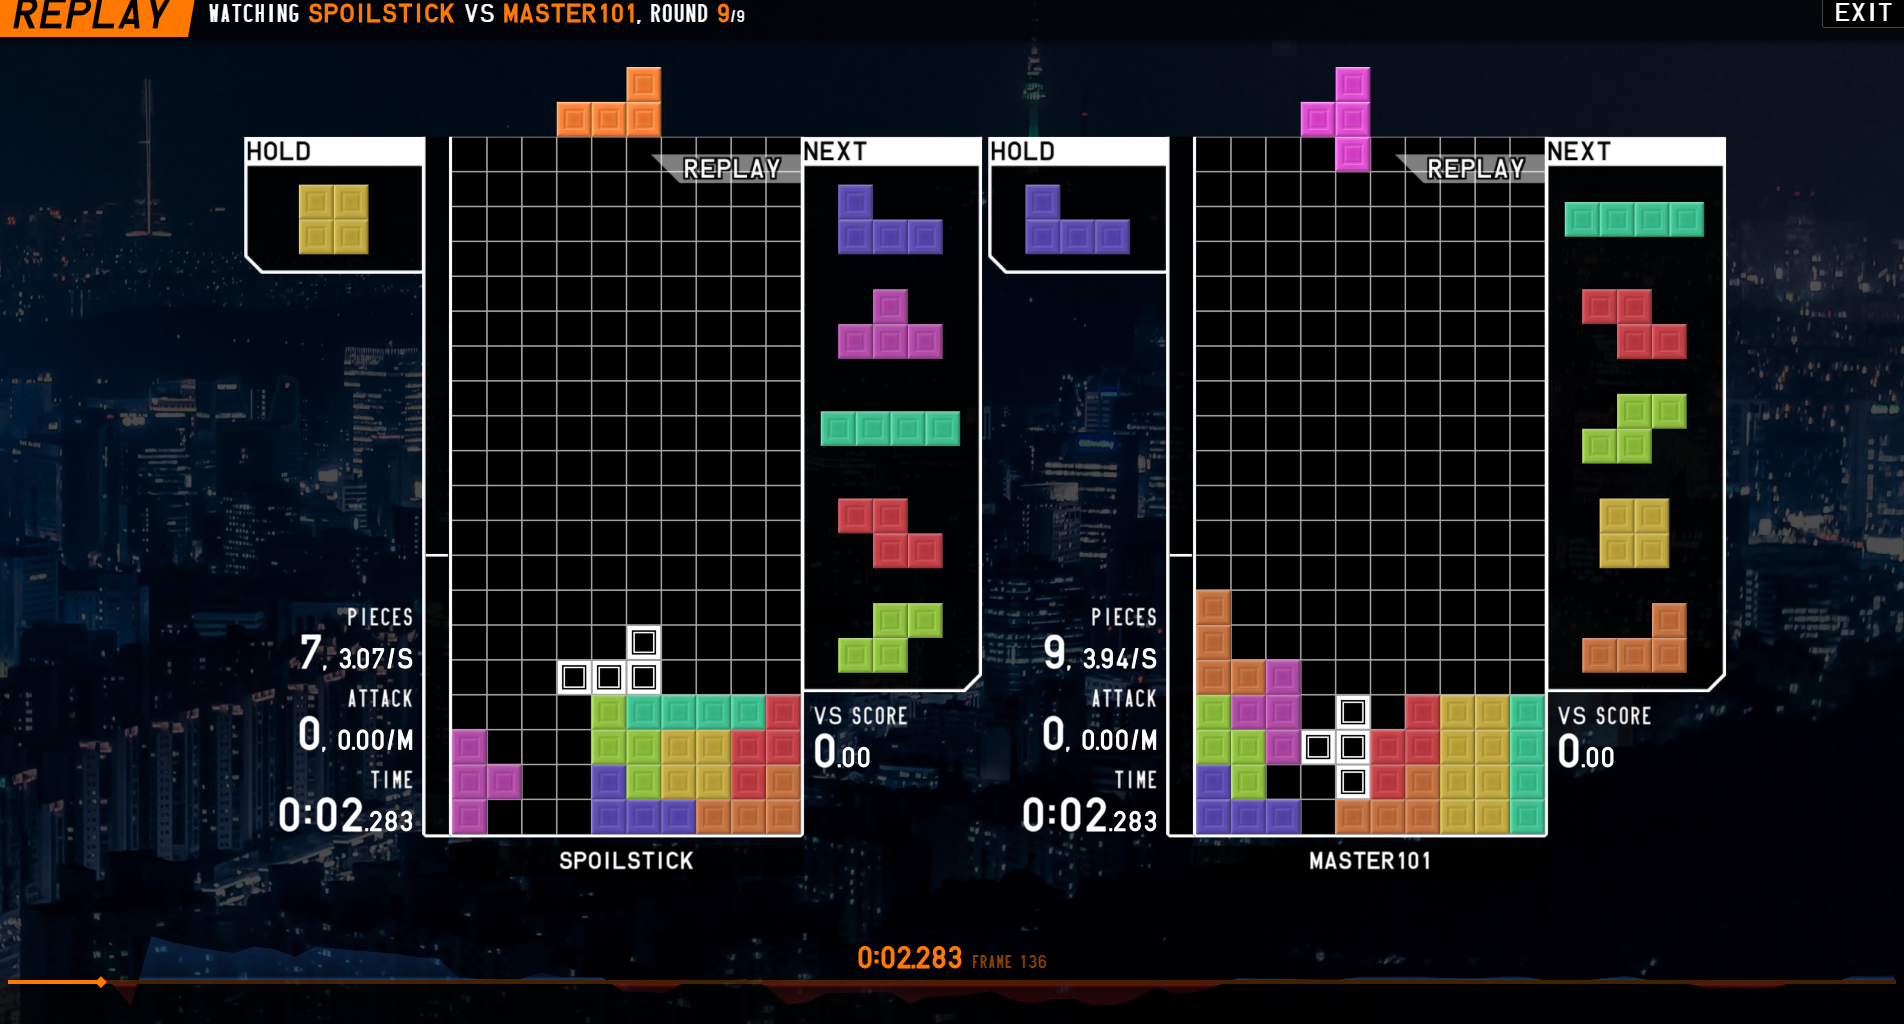 REPLAY WATCHING SPOILSTICK VS MASTER101, ROUND 9/9 EXIT
HOLD
REPLAY
NEXT
PIECES
7, 3.07/S
ATTACK
0, 0.00/M
TIME
0:02.283
VS SCORE
0.00
SPOILSTICK
HOLD
REPLAY
NEXT
PIECES
9, 3.94/S
ATTACK
0, 0.00/M
TIME
0:02.283
VS SCORE
0.00
MASTER101
0:02.283 FRAME 136